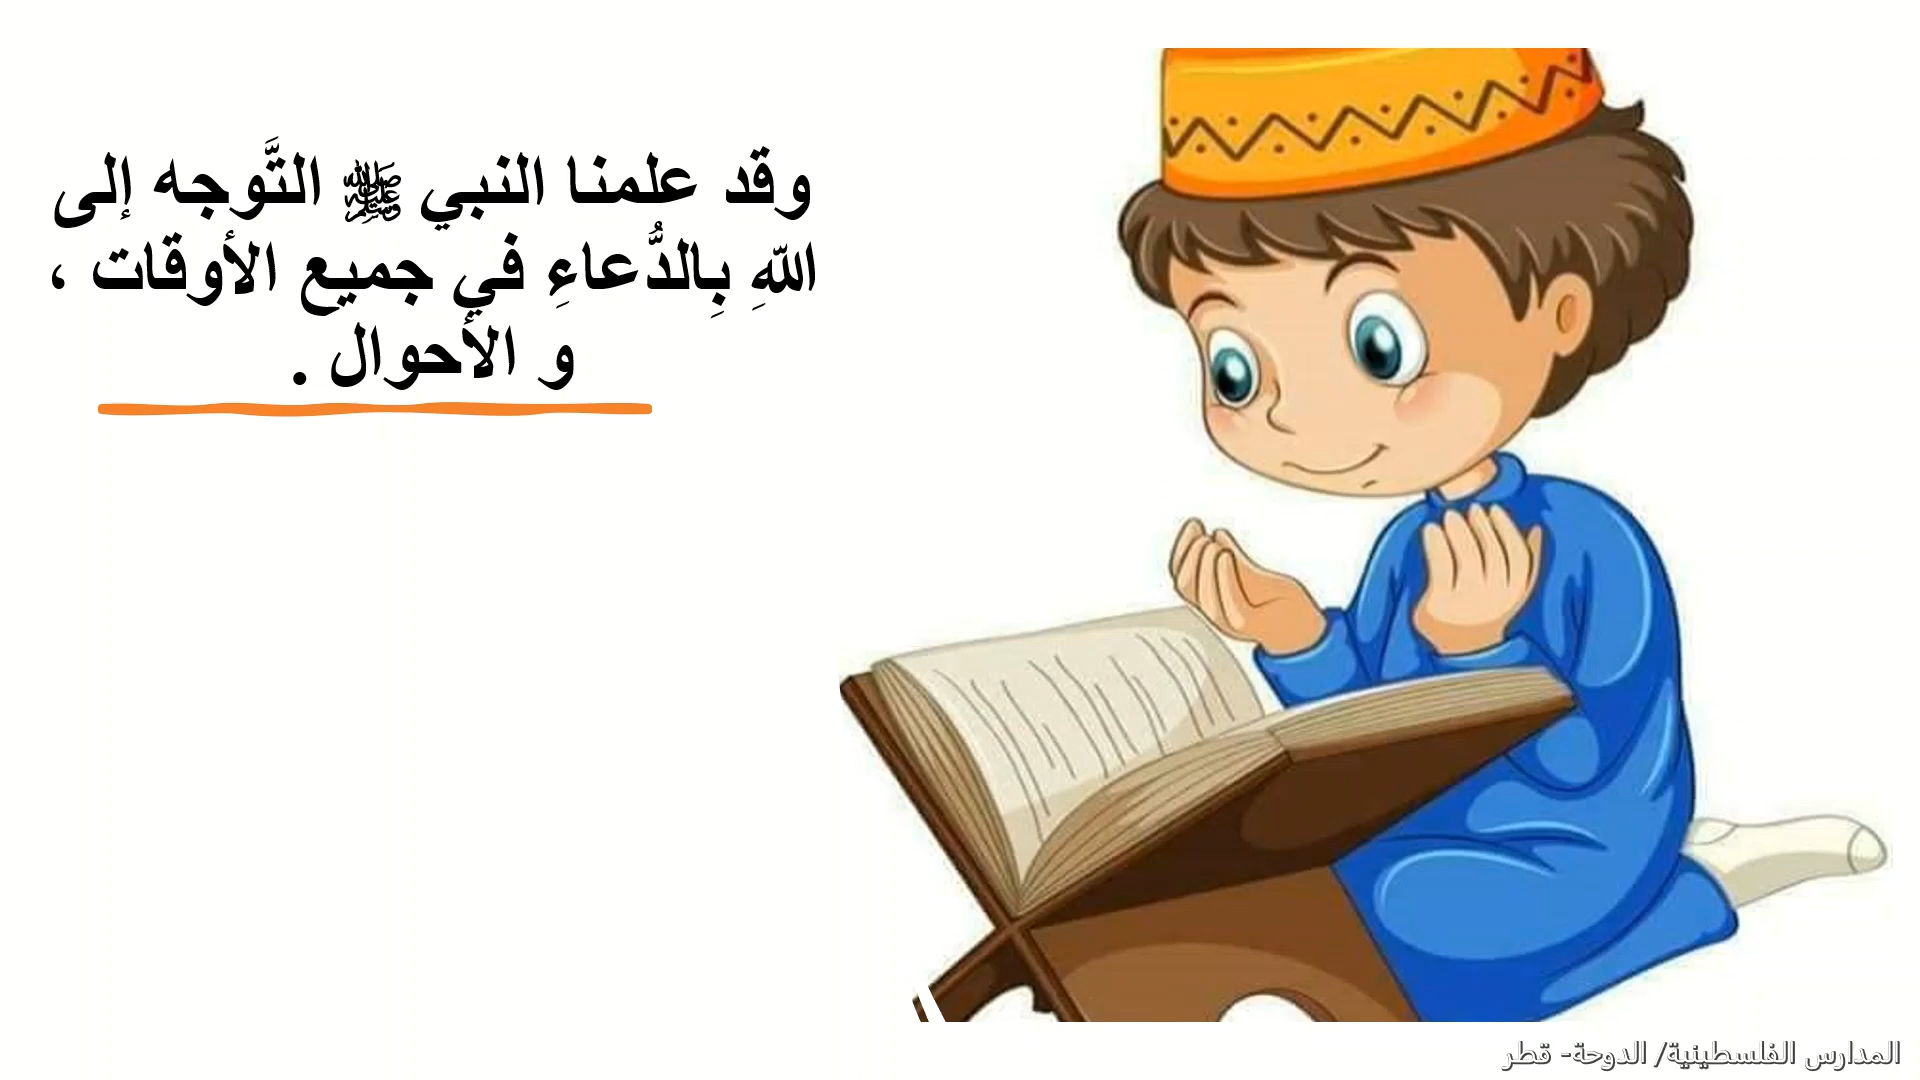 وقد علمنا النبي ﷺ التَّوجه إلى
اللهِ بِالدُّعاءِ في جميع الأوقات ،
و الأحوال .
المدارس الفلسطينية/ الدوحة- قطر